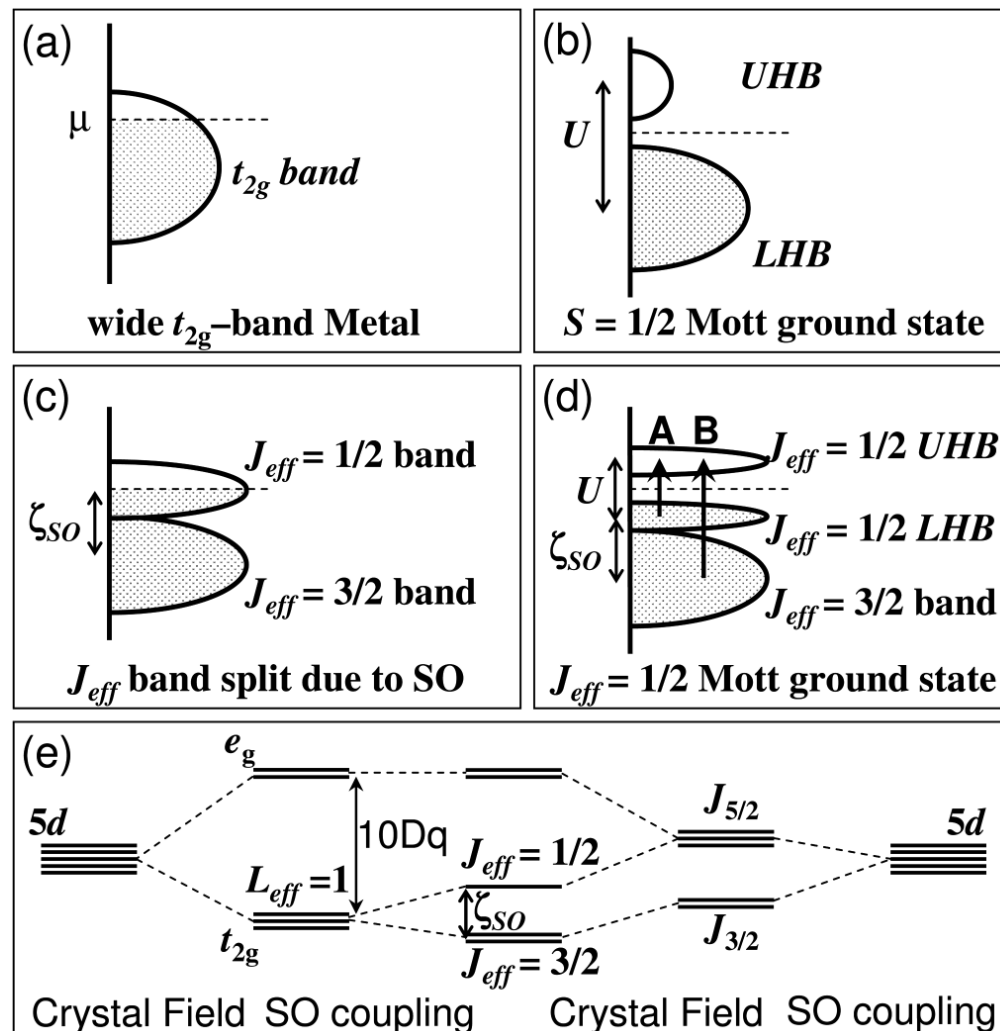 (a)
μ
t2g band
wide t2g–band Metal
(b)
UHB
U
LHB
S = 1/2 Mott ground state
(c)
Jeff = 1/2 band
ζSO
Jeff = 3/2 band
Jeff band split due to SO
(d)
A B
Jeff = 1/2 UHB
U
Jeff = 1/2 LHB
ζSO
Jeff = 3/2 band
Jeff = 1/2 Mott ground state
(e)
eg
5d
J5/2
5d
10Dq
Jeff = 1/2
Leff =1
ζSO
t2g
Jeff = 3/2
J3/2
Crystal Field SO coupling Crystal Field SO coupling